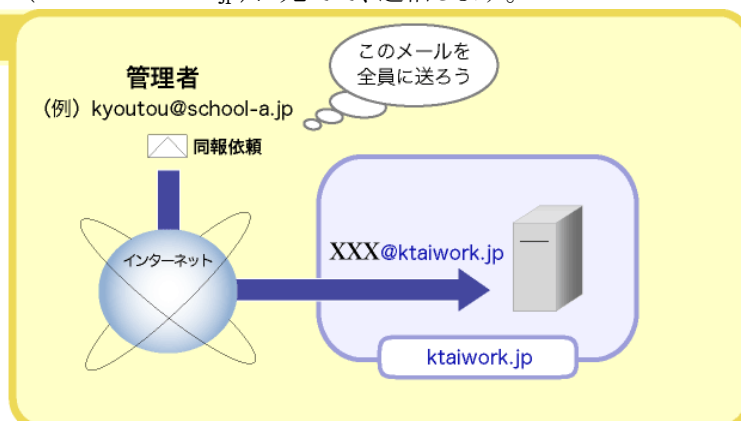 このメールを
全員に送ろう
管理者
（例）kyoutou@school-a.jp
同報依頼
インターネット
XXX@ktaiwork.jp
ktaiwork.jp